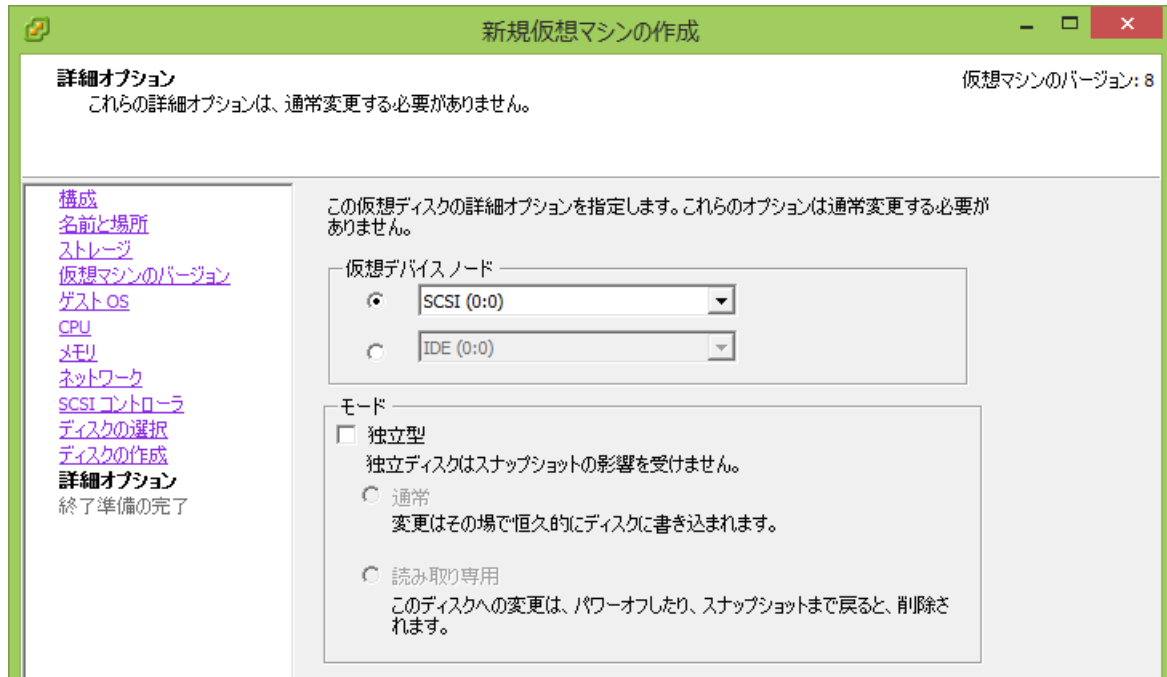 新規仮想マシンの作成
詳細オプション
仮想マシンのバージョン: 8
これらの詳細オプションは、通常変更する必要がありません。
構成
名前と場所
ストレージ
仮想マシンのバージョン
ゲスト OS
CPU
メモリ
ネットワーク
SCSI コントローラ
ディスクの選択
ディスクの作成
詳細オプション
終了準備の完了
この仮想ディスクの詳細オプションを指定します。これらのオプションは通常変更する必要が
ありません。
仮想デバイス ノード
SCSI (0:0)
IDE (0:0)
モード
独立型
独立ディスクはスナップショットの影響を受けません。
通常
変更はその場で恒久的にディスクに書き込まれます。
読み取り専用
このディスクへの変更は、パワーオフしたり、スナップショットまで戻ると、削除さ
れます。